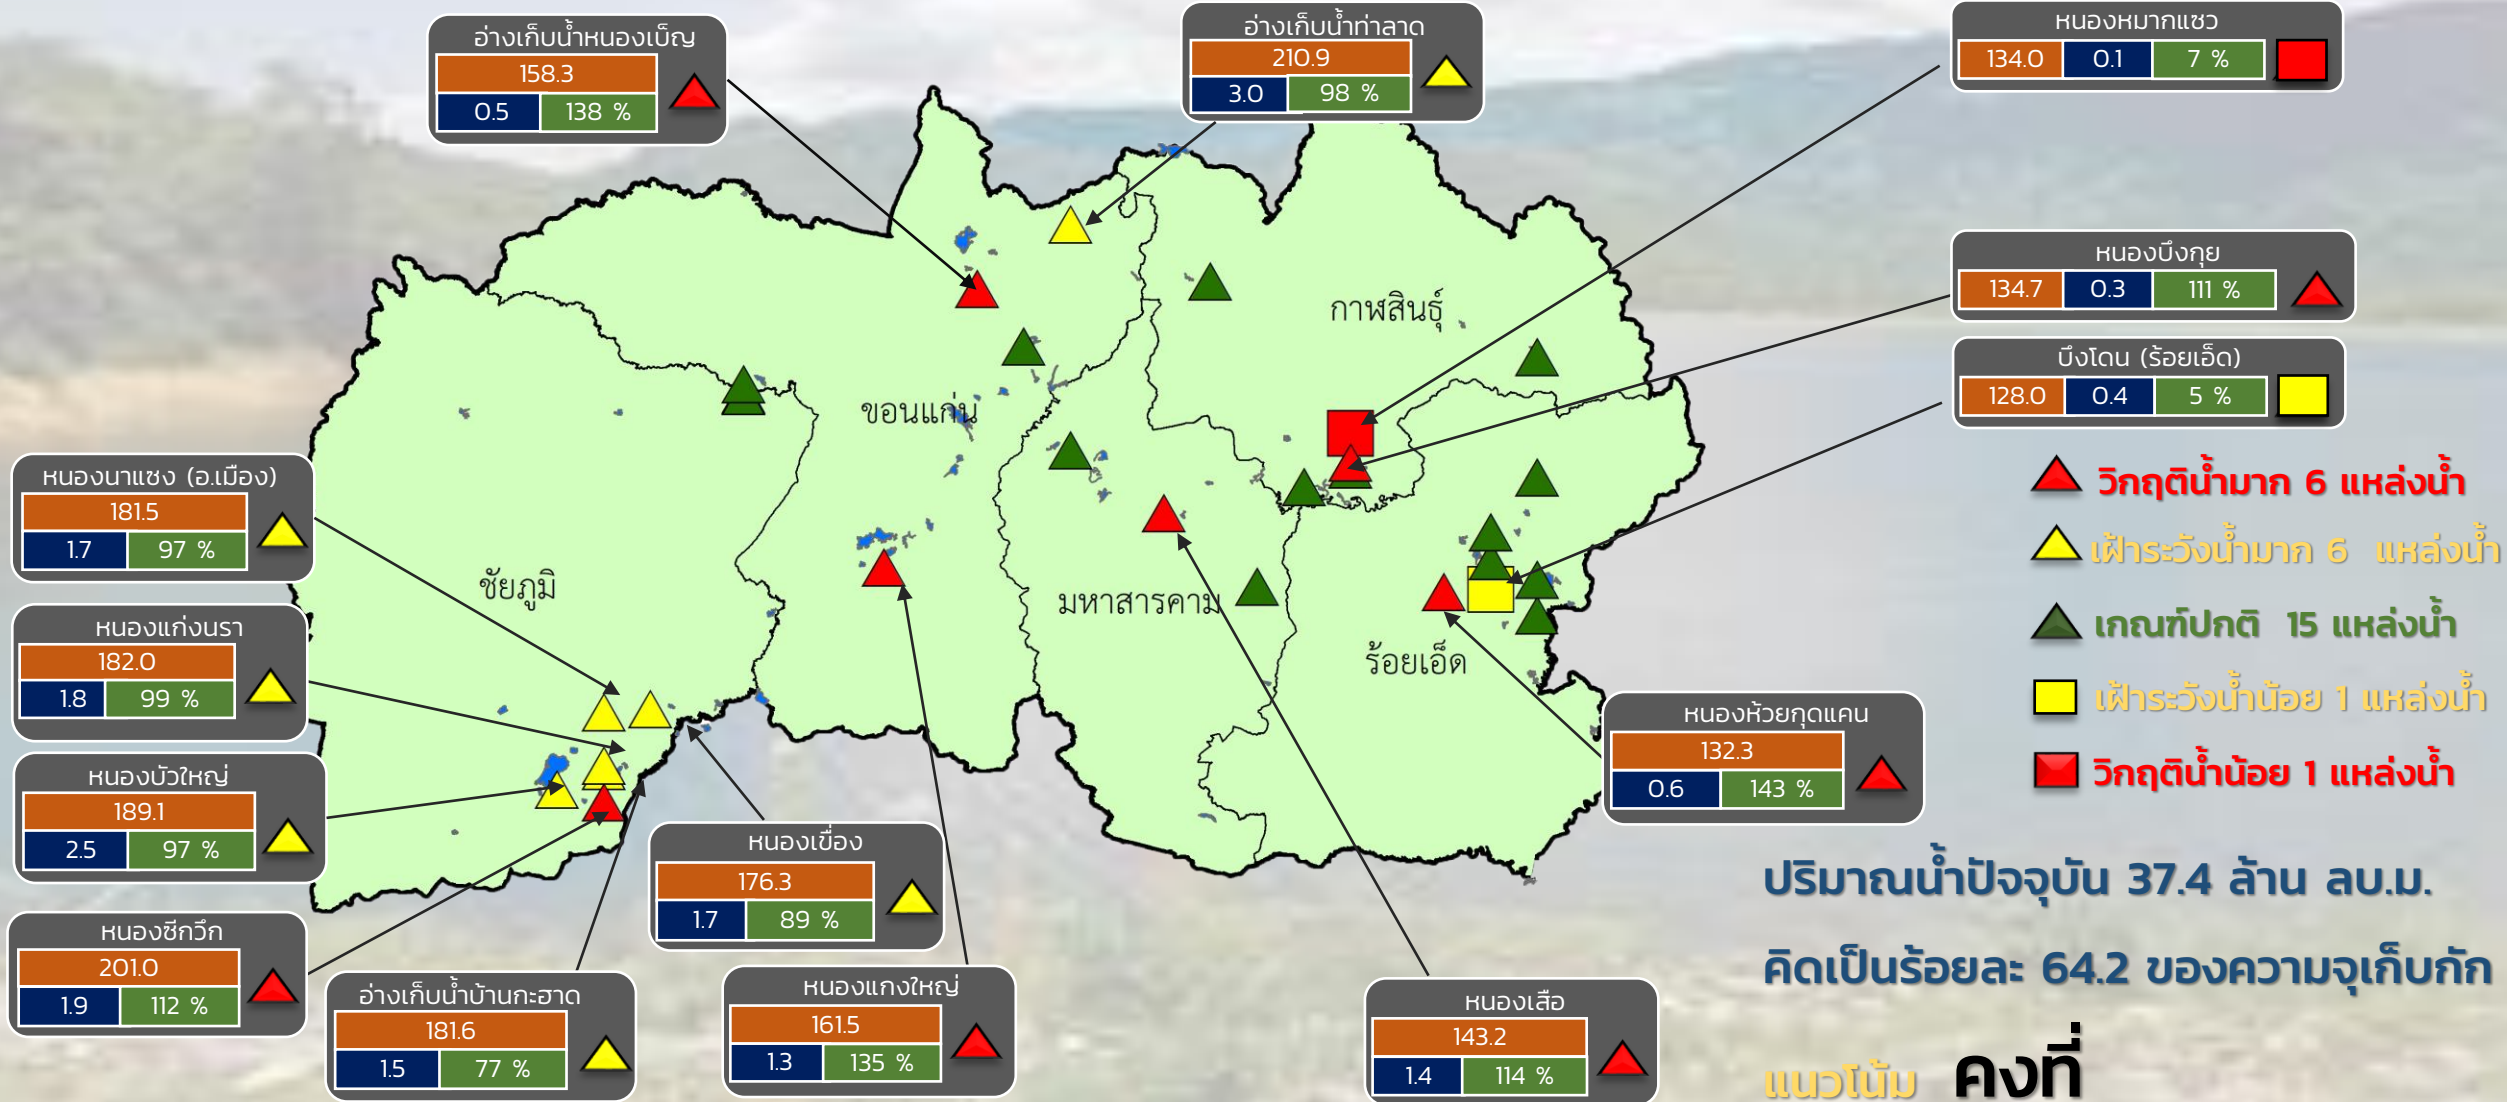 อ่างเก็บน้ำหนองเบ็ญ
158.3
0.5 138 %
อ่างเก็บน้ำท่าลาด
210.9
3.0 98 %
หนองหมากแซว
134.0 0.1 7 %
หนองบึงกุย
134.7 0.3 111 %
บึงโดน (ร้อยเอ็ด)
128.0 0.4 5 %
กาฬสินธุ์
ขอนแก่น
ชัยภูมิ
มหาสารคาม
ร้อยเอ็ด
หนองนาแซง (อ.เมือง)
181.5
1.7 97 %
หนองแก่งนรา
182.0
1.8 99 %
หนองบัวใหญ่
189.1
2.5 97 %
หนองซีกวึก
201.0
1.9 112 %
อ่างเก็บน้ำบ้านกะฮาด
181.6
1.5 77 %
หนองเขื่อง
176.3
1.7 89 %
หนองแกงใหญ่
161.5
1.3 135 %
หนองเสือ
143.2
1.4 114 %
หนองห้วยกุดแคน
132.3
0.6 143 %
วิกฤติน้ำมาก 6 แหล่งน้ำ
เฝ้าระวังน้ำมาก 6 แหล่งน้ำ
เกณฑ์ปกติ 15 แหล่งน้ำ
เฝ้าระวังน้ำน้อย 1 แหล่งน้ำ
วิกฤติน้ำน้อย 1 แหล่งน้ำ
ปริมาณน้ำปัจจุบัน 37.4 ล้าน ลบ.ม.
คิดเป็นร้อยละ 64.2 ของความจุเก็บกัก
แนวโน้ม คงที่